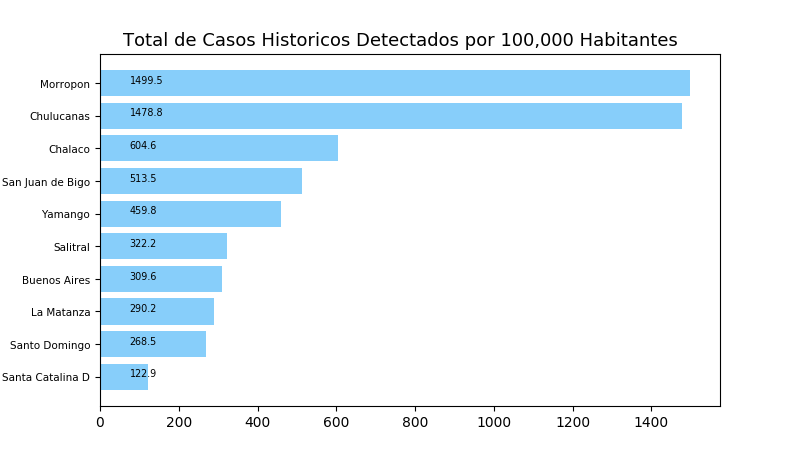 Total de Casos Historicos Detectados por 100,000 Habitantes
Morropon 1499.5
Chulucanas 1478.8
Chalaco 604.6
San Juan de Bigo 513.5
Yamango 459.8
Salitral 322.2
Buenos Aires 309.6
La Matanza 290.2
Santo Domingo 268.5
Santa Catalina D 122.9
0 200 400 600 800 1000 1200 1400